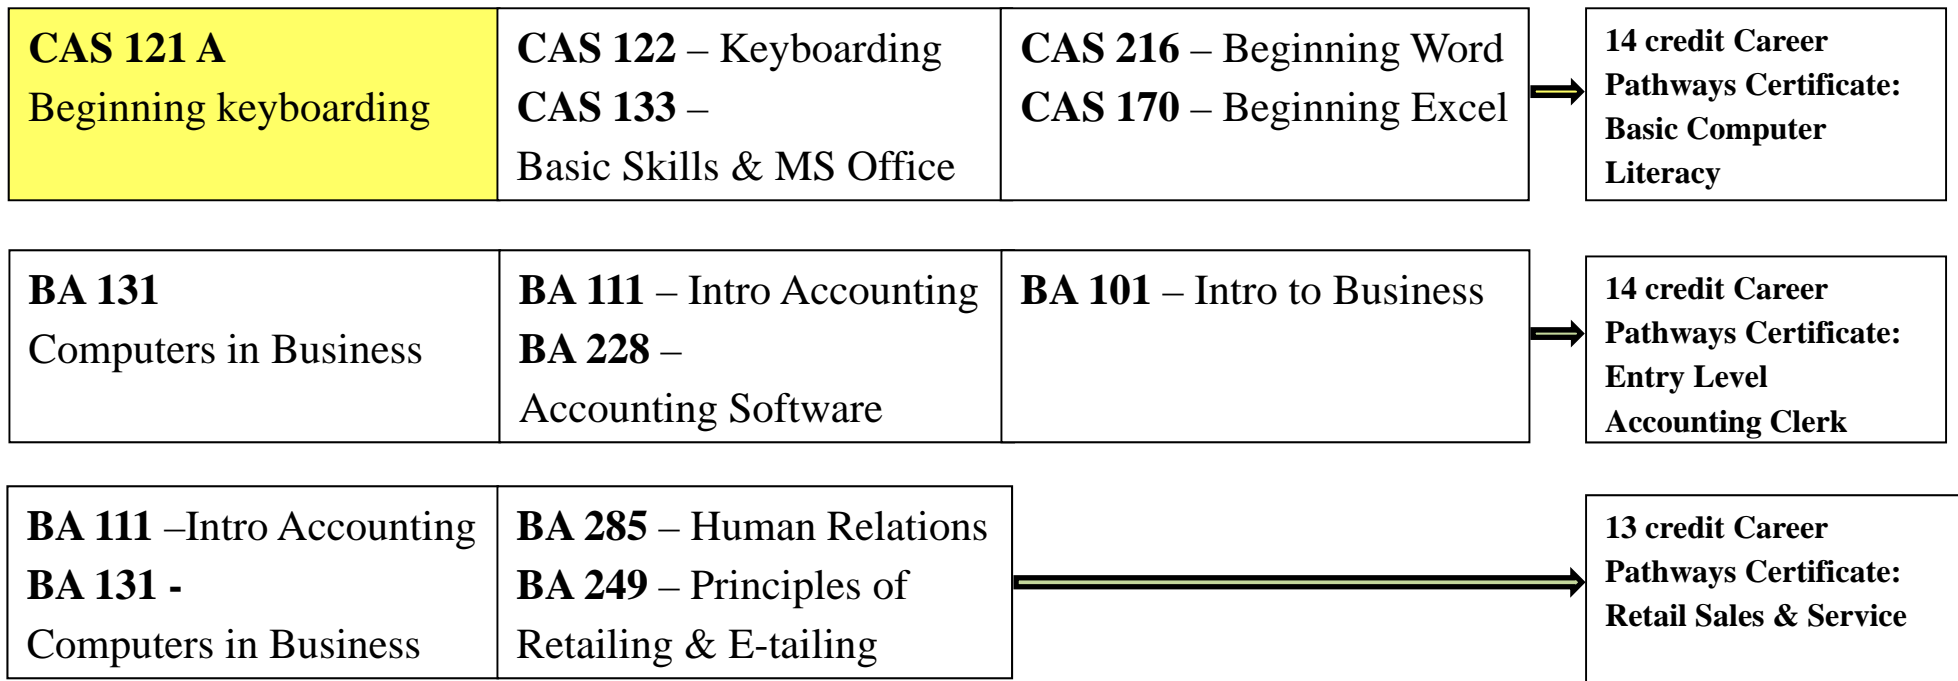 CAS 121 A
Beginning keyboarding
CAS 122 – Keyboarding
CAS 133 –
Basic Skills & MS Office
CAS 216 – Beginning Word
CAS 170 – Beginning Excel
14 credit Career
Pathways Certificate:
Basic Computer
Literacy
BA 131
Computers in Business
BA 111 – Intro Accounting
BA 228 –
Accounting Software
BA 101 – Intro to Business
14 credit Career
Pathways Certificate:
Entry Level
Accounting Clerk
BA 111 –Intro Accounting
BA 131 -
Computers in Business
BA 285 – Human Relations
BA 249 – Principles of
Retailing & E-tailing
13 credit Career
Pathways Certificate:
Retail Sales & Service